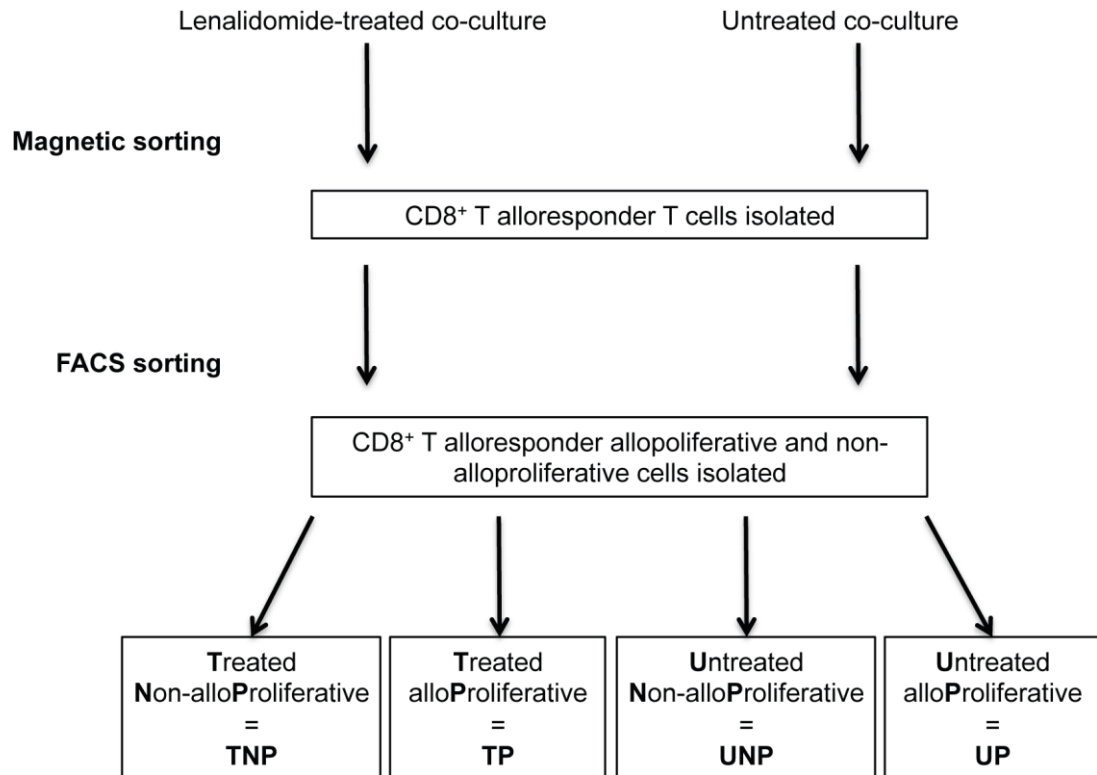 Lenalidomide-treated co-culture
Untreated co-culture
Magnetic sorting
CD8⁺ T alloresponder T cells isolated
FACS sorting
CD8⁺ T alloresponder allopoliferative and non-
alloproliferative cells isolated
Treated
Non-alloProliferative
=
TNP
Treated
alloProliferative
=
TP
Untreated
Non-alloProliferative
=
UNP
Untreated
alloProliferative
=
UP